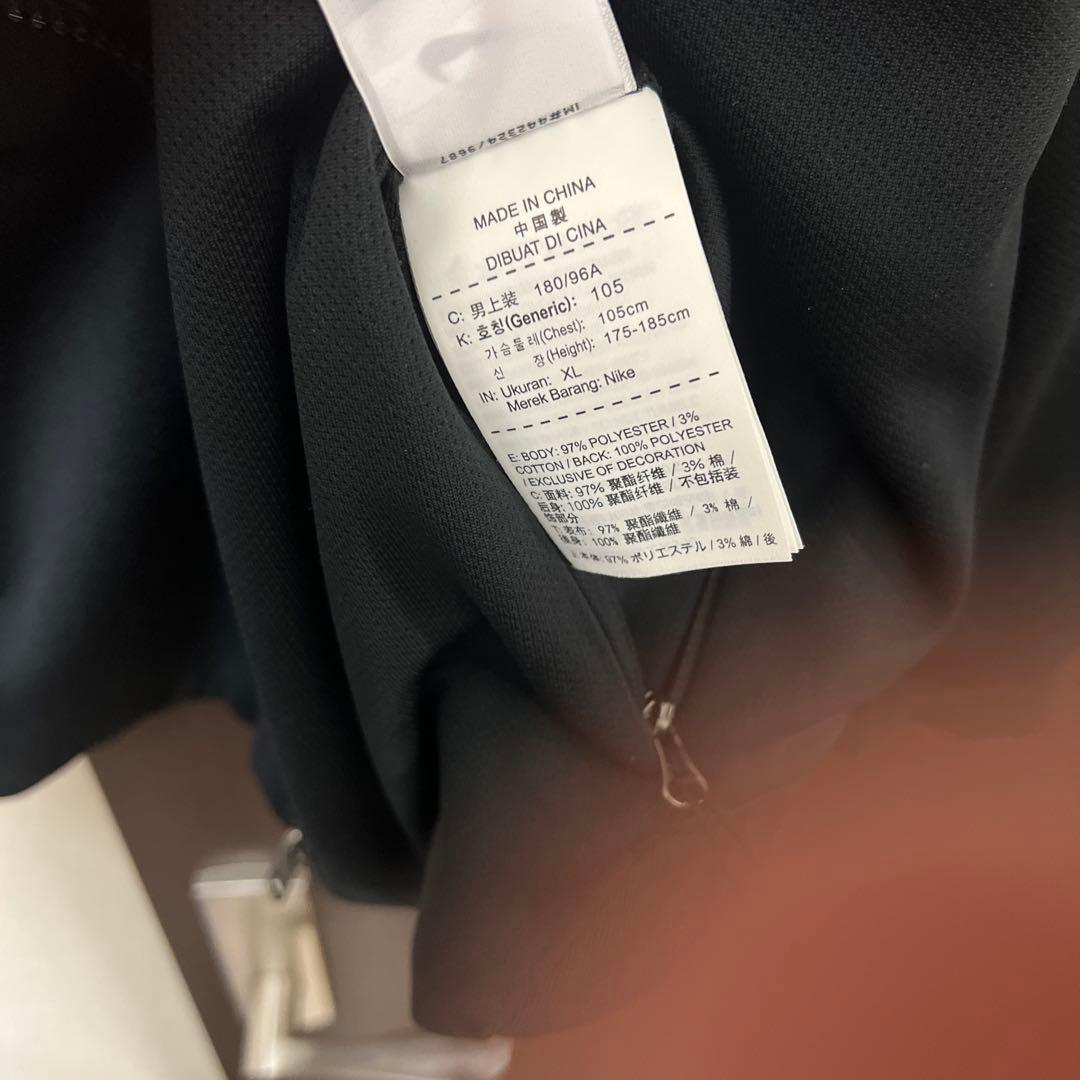 IM#442324/9687
MADE IN CHINA
中国製
DIBUAT DI CINA
C: 男上装 180/96A
K: 호칭(Generic): 105
가슴둘레(Chest): 105cm
신 장(Height): 175-185cm
IN: Ukuran: XL
Merek Barang: Nike
E: BODY: 97% POLYESTER / 3%
COTTON / BACK: 100% POLYESTER
/ EXCLUSIVE OF DECORATION
C: 面料: 97% 聚酯纤维 / 3% 棉 /
后身: 100% 聚酯纤维 / 不包括装
饰部分
T: 表布: 97% 聚酯纖維 / 3% 棉 /
後身: 100% 聚酯纖維
本体: 97% ポリエステル / 3% 綿 / 後